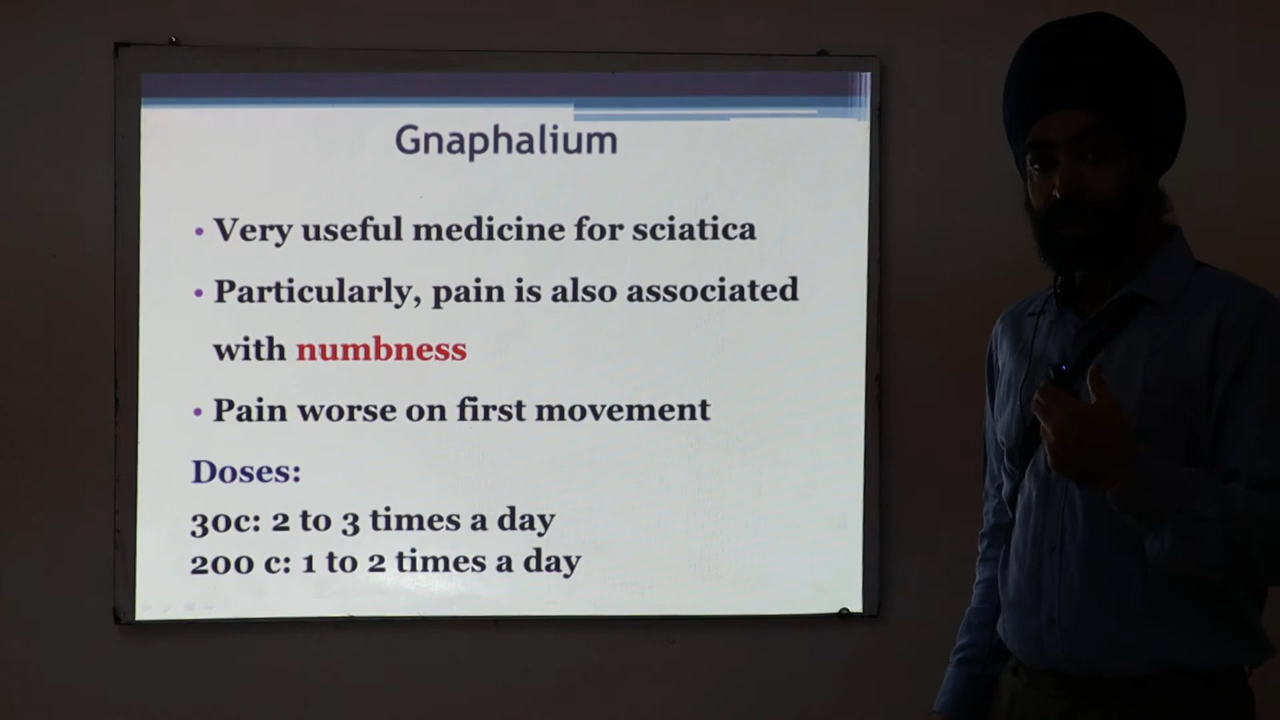 Gnaphalium
• Very useful medicine for sciatica
• Particularly, pain is also associated
with numbness
• Pain worse on first movement
Doses:
30c: 2 to 3 times a day
200 c: 1 to 2 times a day